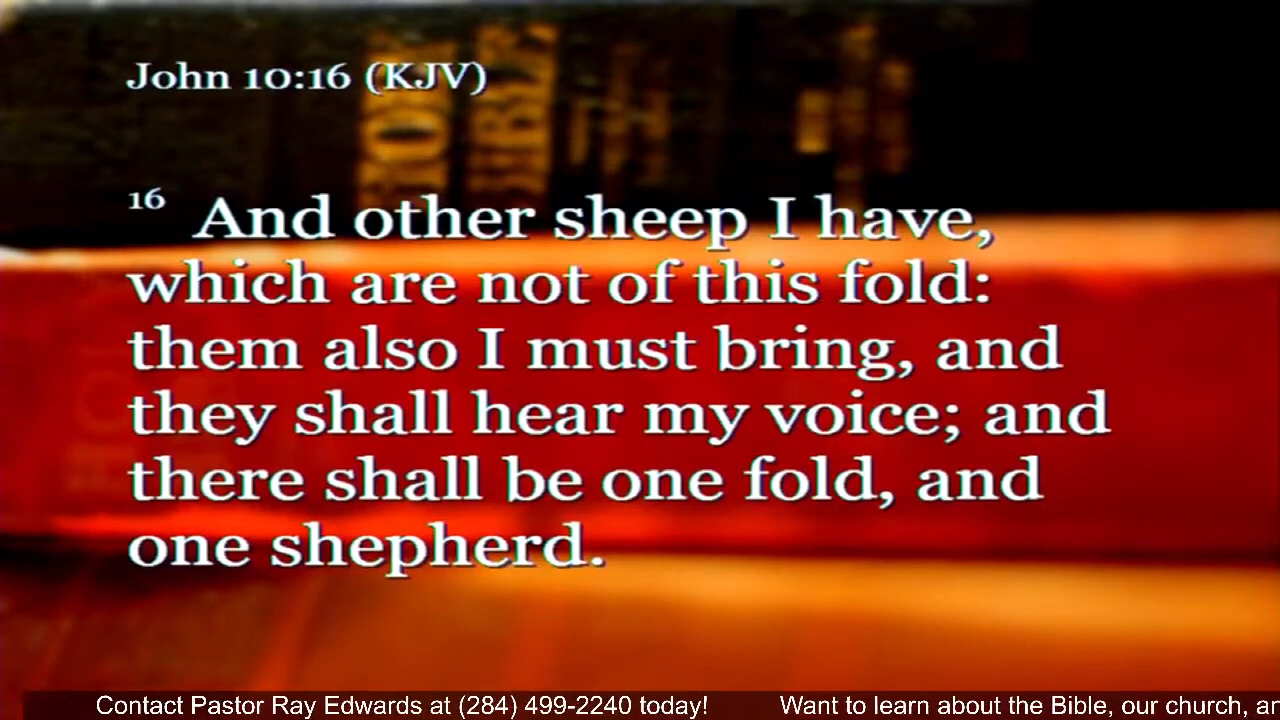 John 10:16 (KJV)
16 And other sheep I have,
which are not of this fold:
them also I must bring, and
they shall hear my voice; and
there shall be one fold, and
one shepherd.
Contact Pastor Ray Edwards at (284) 499-2240 today! Want to learn about the Bible, our church, an